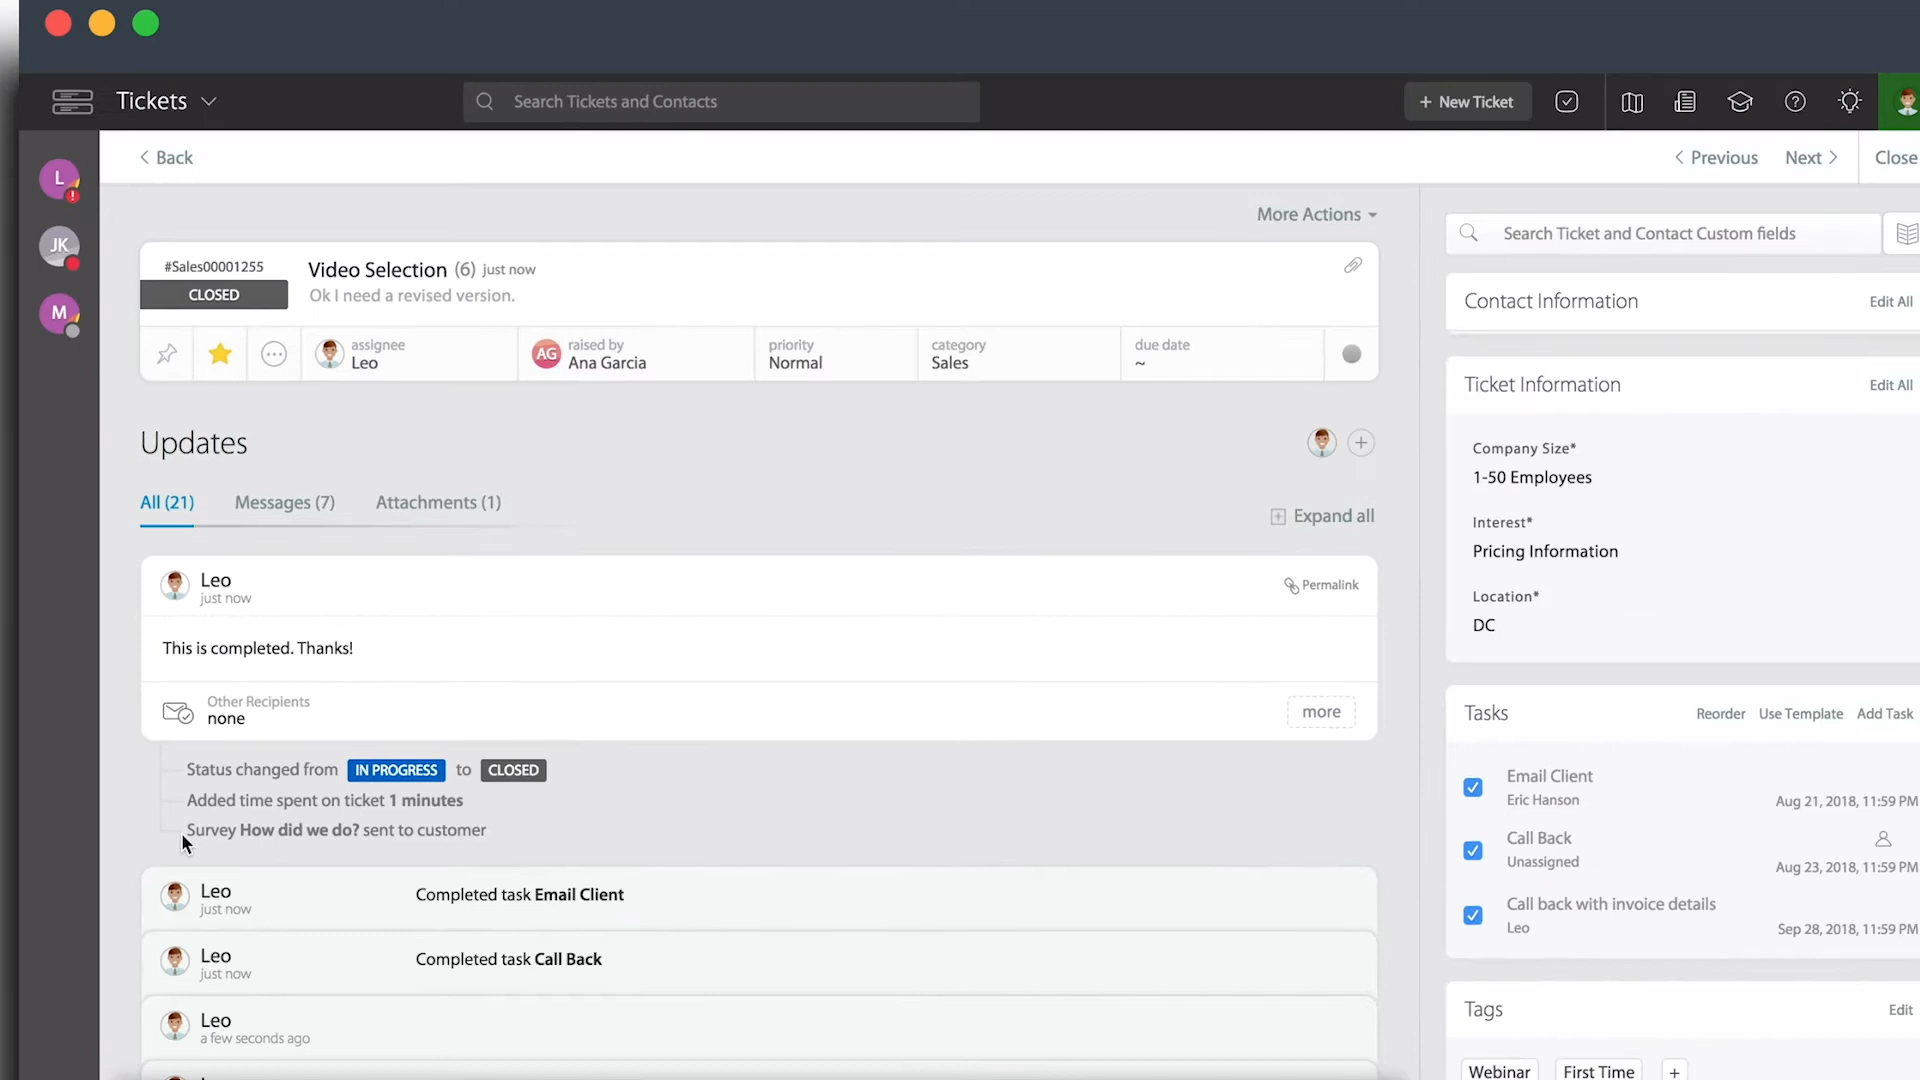 Tickets
Search Tickets and Contacts
+ New Ticket
L
JK
M
< Back
< Previous
Next >
Close
More Actions
#Sales00001255
CLOSED
Video Selection (6) just now
Ok I need a revised version.
assignee
Leo
AG
raised by
Ana Garcia
priority
Normal
category
Sales
due date
~
Updates
All (21)
Messages (7)
Attachments (1)
Expand all
Leo
just now
Permalink
This is completed. Thanks!
Other Recipients
none
more
Status changed from IN PROGRESS to CLOSED
Added time spent on ticket 1 minutes
Survey How did we do? sent to customer
Leo
just now
Completed task Email Client
Leo
just now
Completed task Call Back
Leo
a few seconds ago
Search Ticket and Contact Custom fields
Contact Information
Edit All
Ticket Information
Edit All
Company Size*
1-50 Employees
Interest*
Pricing Information
Location*
DC
Tasks
Reorder
Use Template
Add Task
Email Client
Eric Hanson
Aug 21, 2018, 11:59 PM
Call Back
Unassigned
Aug 23, 2018, 11:59 PM
Call back with invoice details
Leo
Sep 28, 2018, 11:59 PM
Tags
Edit
Webinar
First Time
+